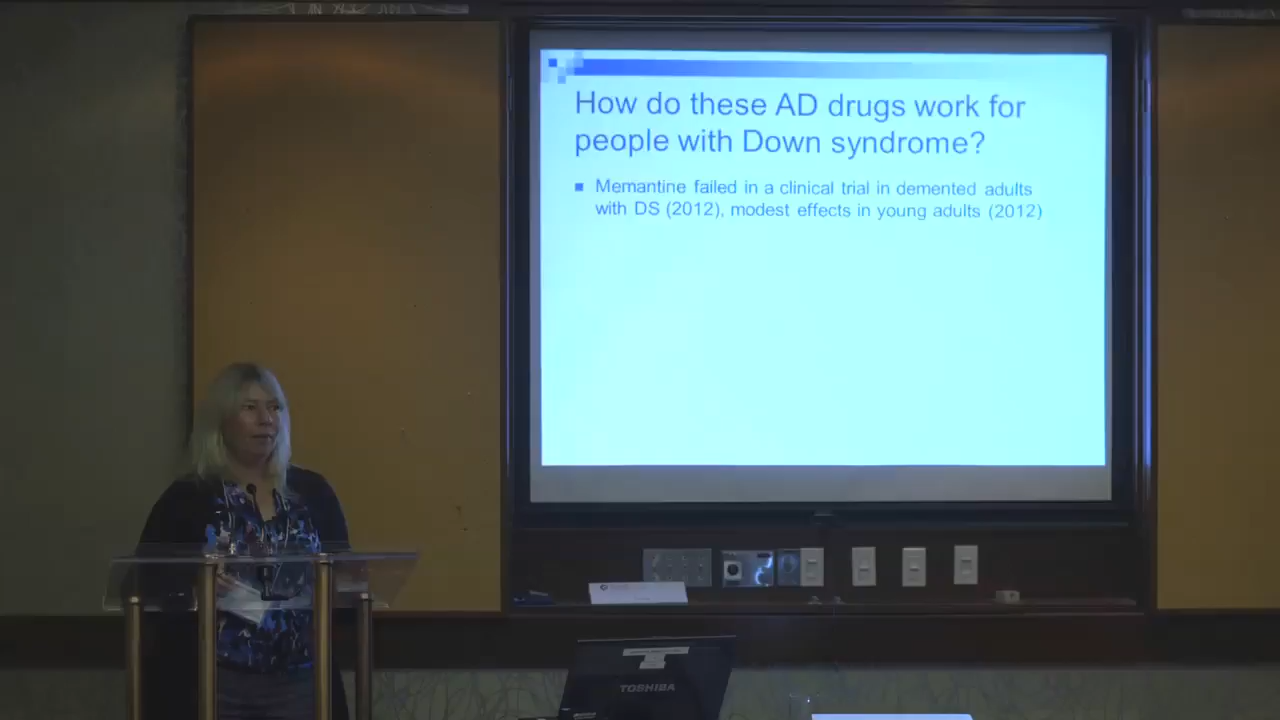 How do these AD drugs work for
people with Down syndrome?
Memantine failed in a clinical trial in demented adults
with DS (2012), modest effects in young adults (2012)
TOSHIBA